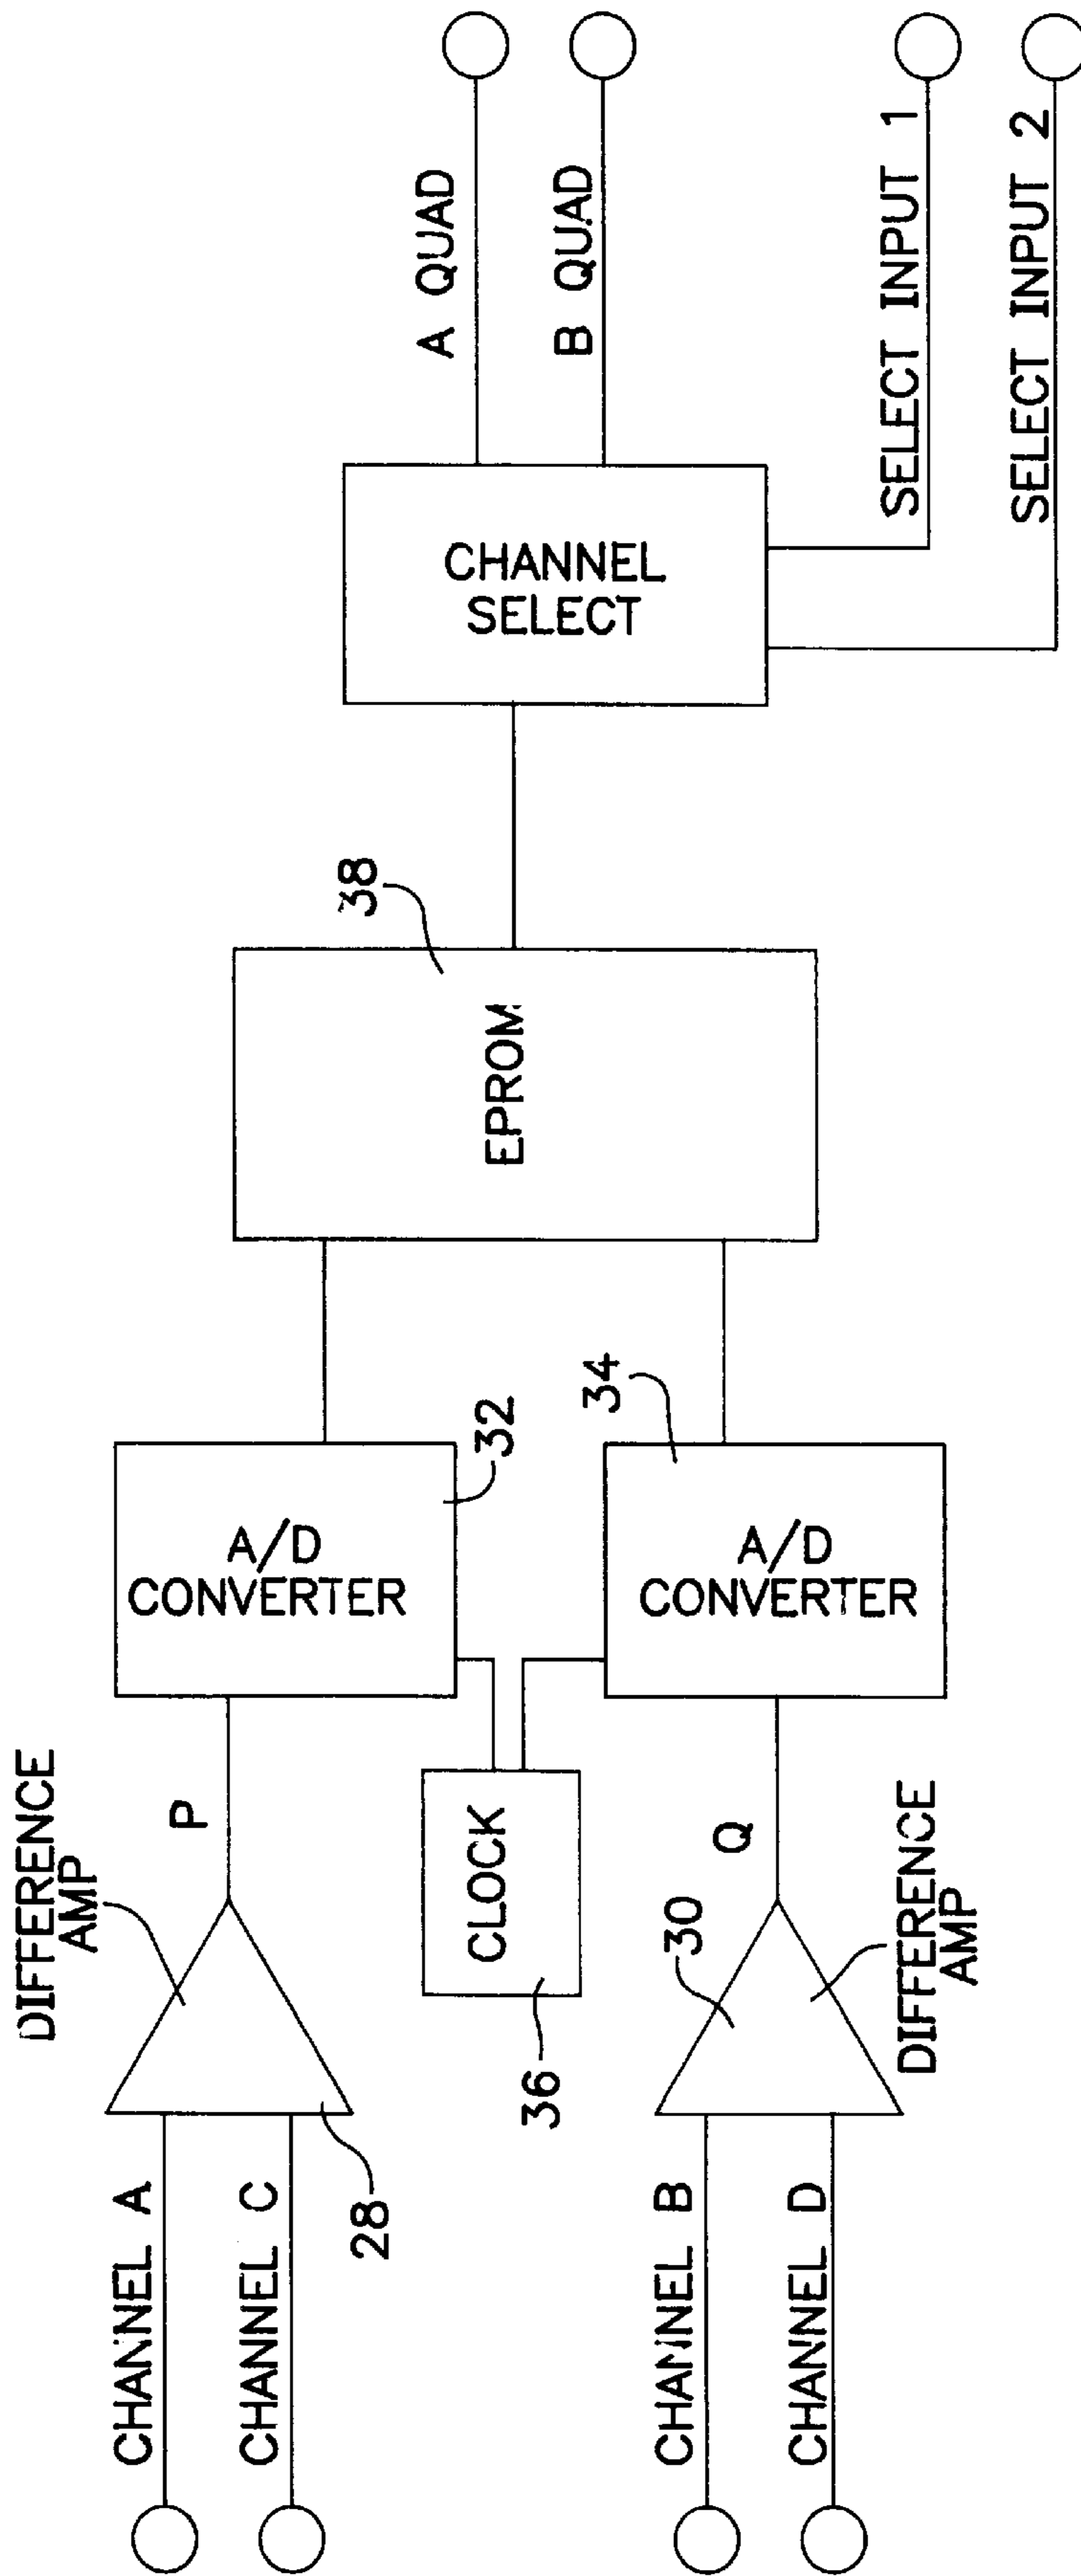 CHANNEL A
CHANNEL C
28
DIFFERENCE
AMP
P
A/D
CONVERTER
32
CLOCK
36
CHANNEL B
CHANNEL D
30
DIFFERENCE
AMP
Q
A/D
CONVERTER
34
EPROM
38
CHANNEL
SELECT
A QUAD
B QUAD
SELECT INPUT 1
SELECT INPUT 2